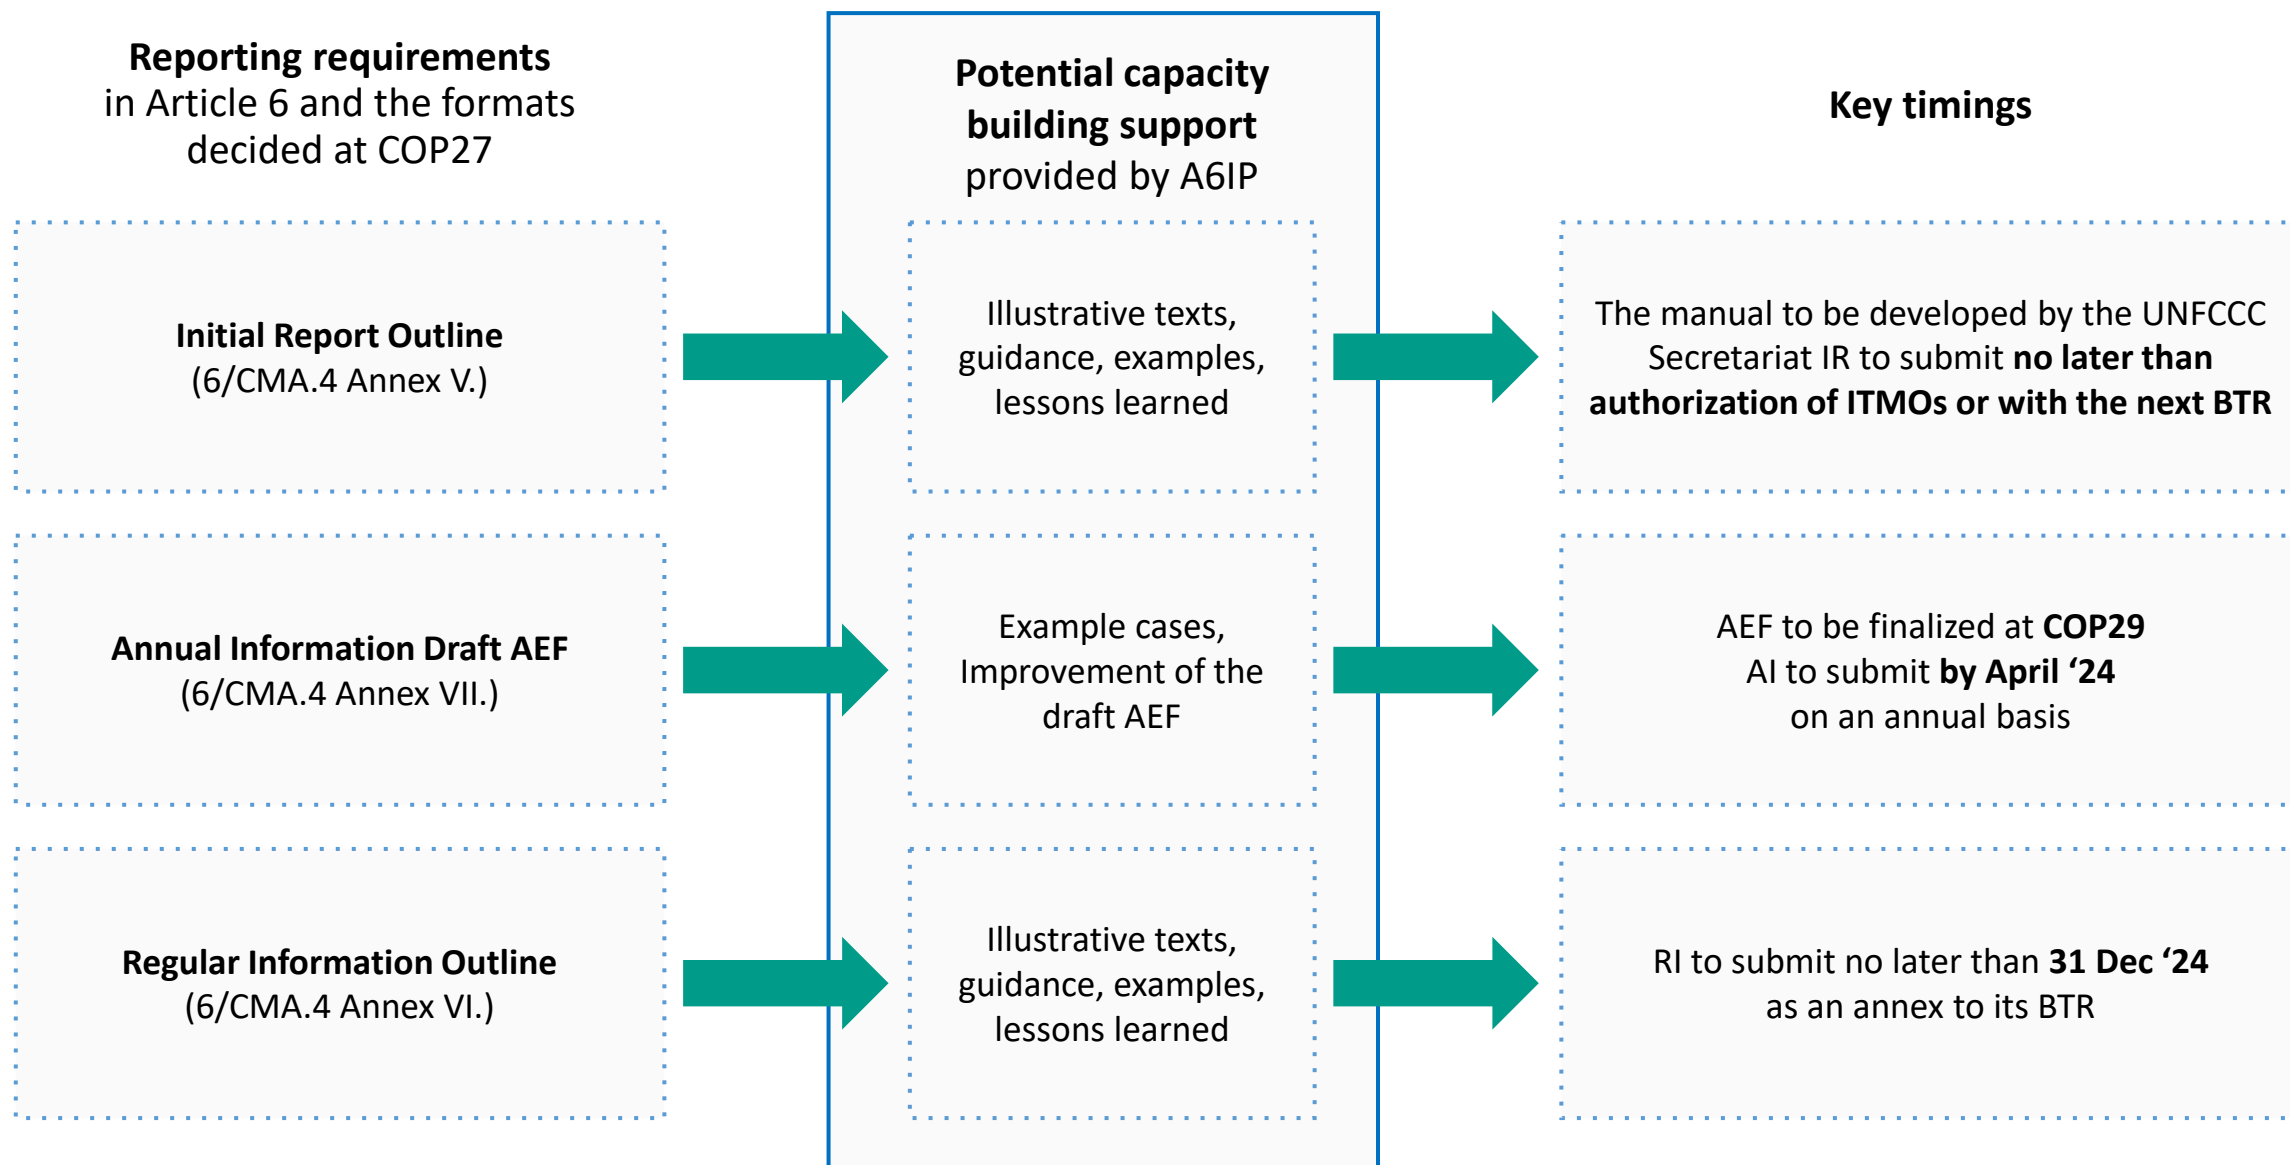 Reporting requirements
in Article 6 and the formats
decided at COP27
Potential capacity
building support
provided by A6IP
Key timings
Initial Report Outline
(6/CMA.4 Annex V.)
Illustrative texts,
guidance, examples,
lessons learned
The manual to be developed by the UNFCCC
Secretariat IR to submit no later than
authorization of ITMOs or with the next BTR
Annual Information Draft AEF
(6/CMA.4 Annex VII.)
Example cases,
Improvement of the
draft AEF
AEF to be finalized at COP29
AI to submit by April ‘24
on an annual basis
Regular Information Outline
(6/CMA.4 Annex VI.)
Illustrative texts,
guidance, examples,
lessons learned
RI to submit no later than 31 Dec ‘24
as an annex to its BTR